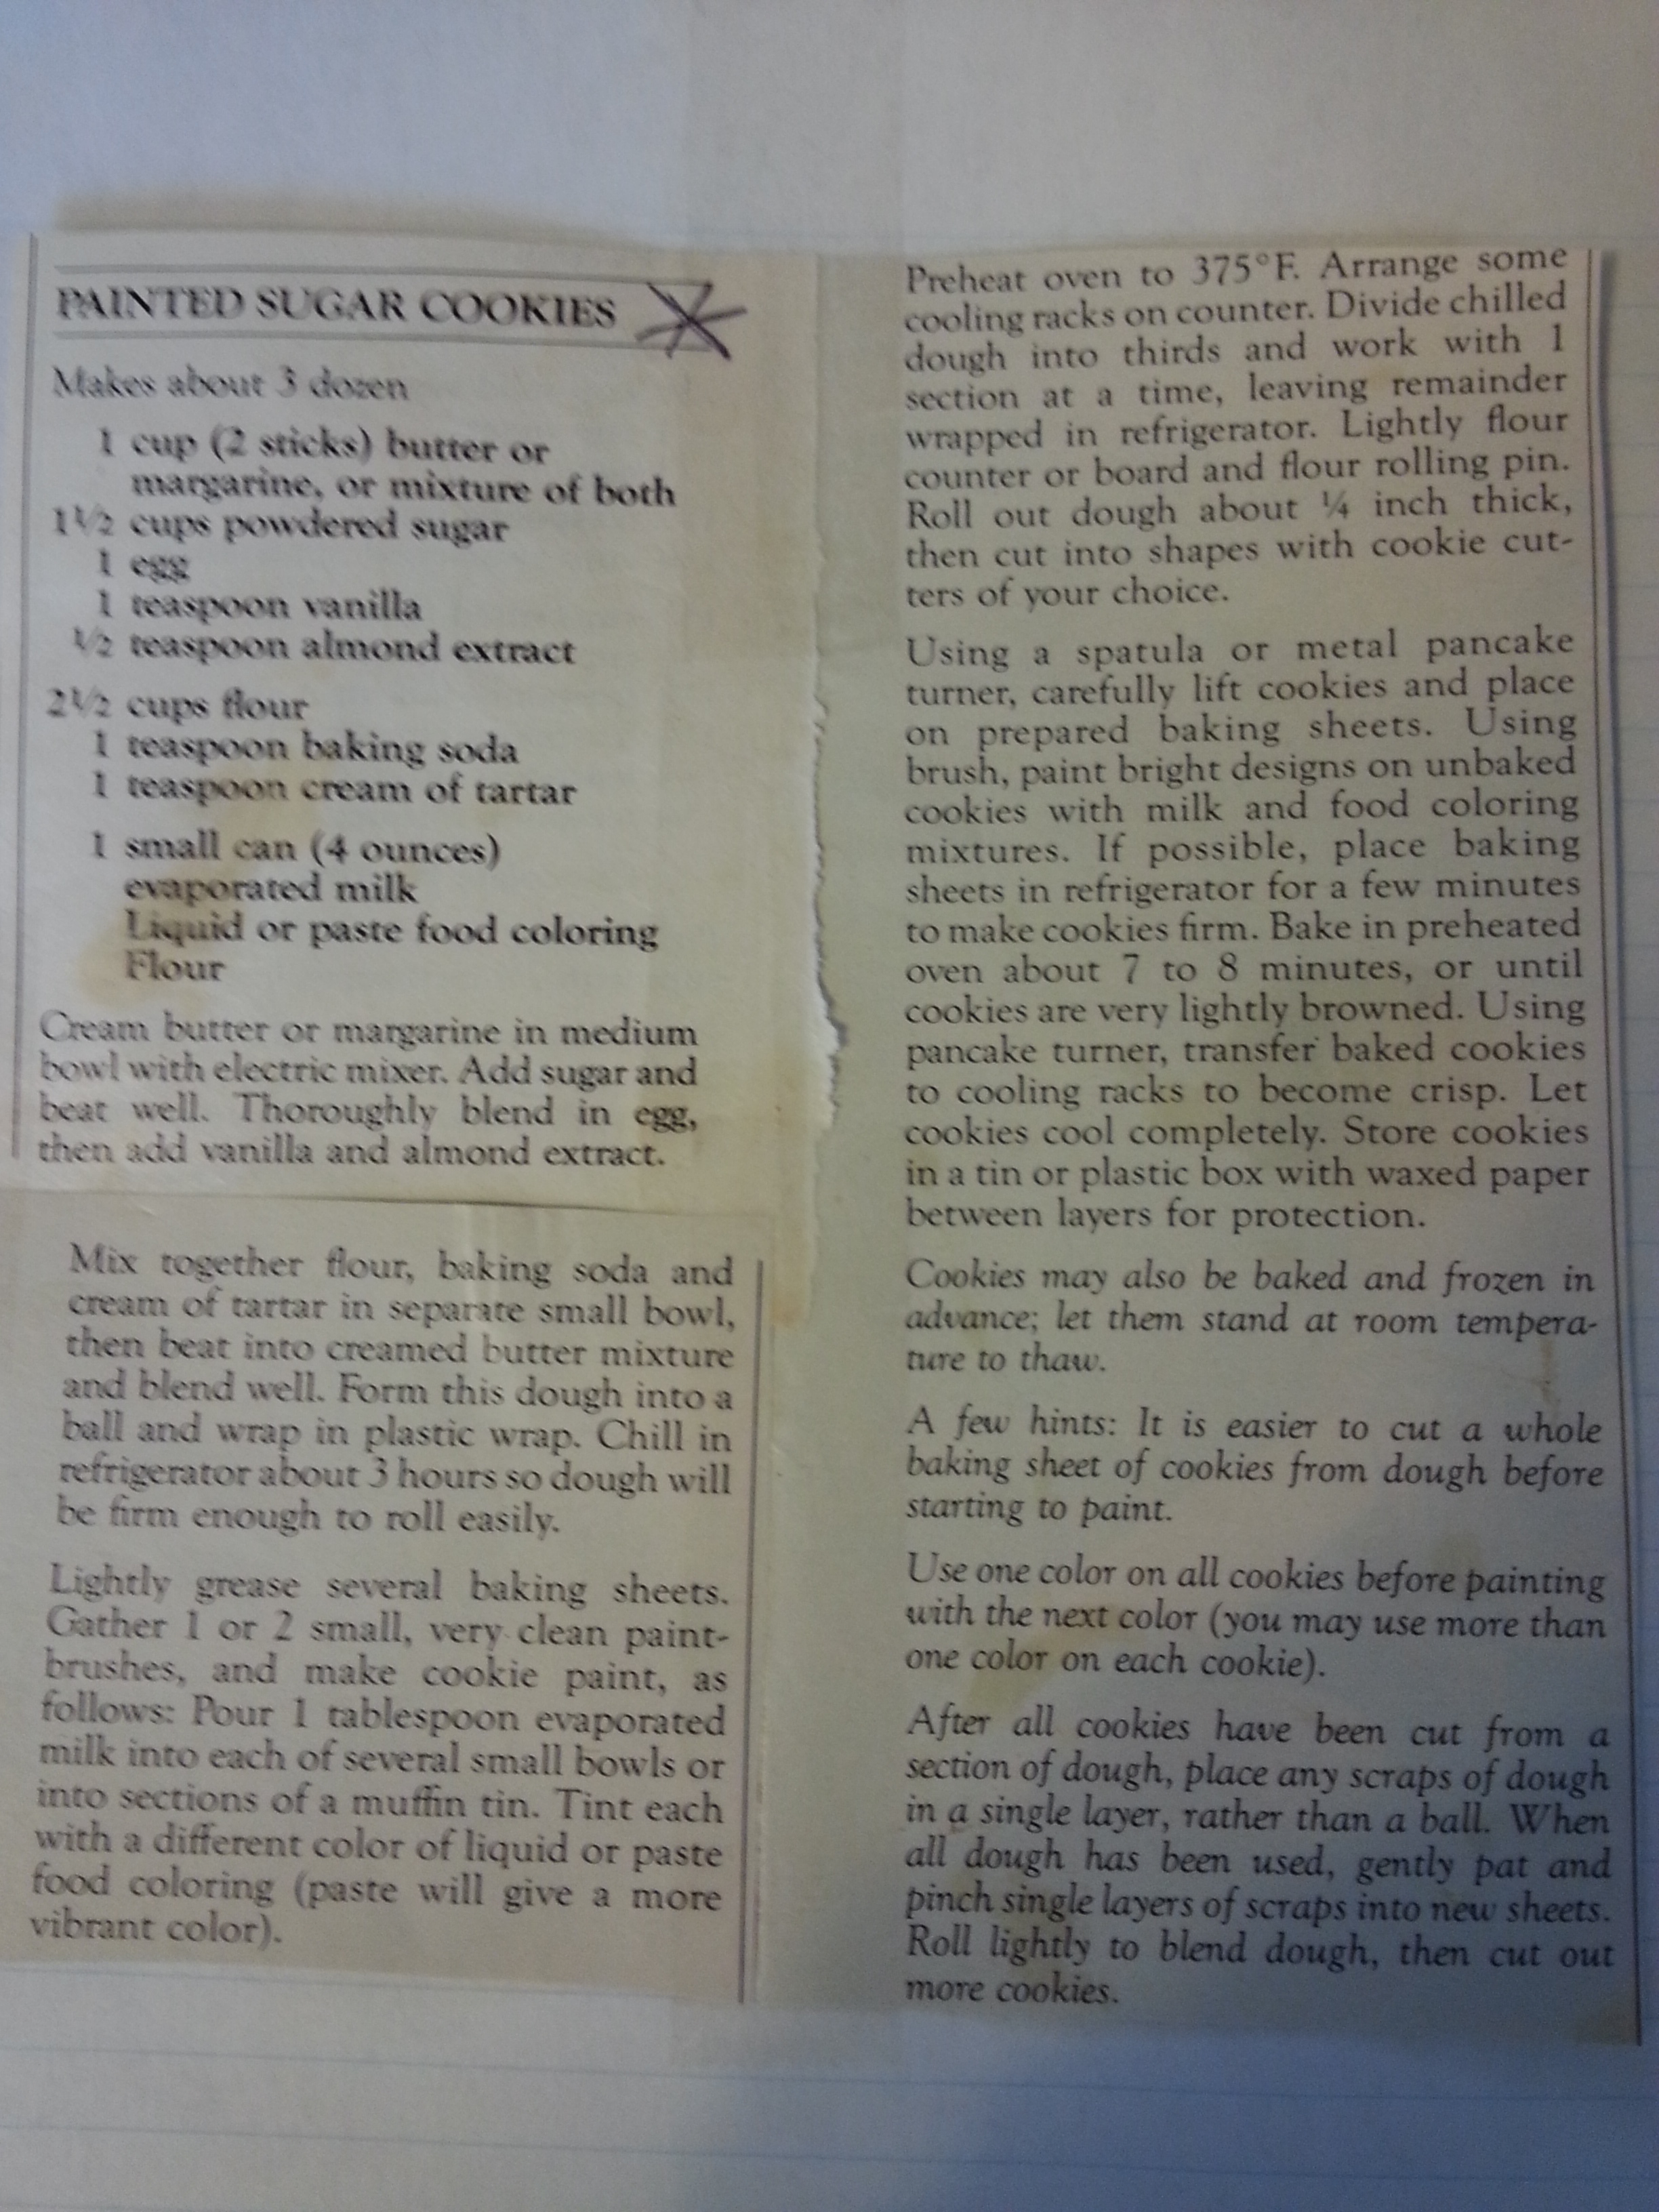 PAINTED SUGAR COOKIES
Makes about 3 dozen
1 cup (2 sticks) butter or
margarine, or mixture of both
1½ cups powdered sugar
1 egg
1 teaspoon vanilla
½ teaspoon almond extract
2½ cups flour
1 teaspoon baking soda
1 teaspoon cream of tartar
1 small can (4 ounces)
evaporated milk
Liquid or paste food coloring
Flour
Cream butter or margarine in medium
bowl with electric mixer. Add sugar and
beat well. Thoroughly blend in egg,
then add vanilla and almond extract.
Mix together flour, baking soda and
cream of tartar in separate small bowl,
then beat into creamed butter mixture
and blend well. Form this dough into a
ball and wrap in plastic wrap. Chill in
refrigerator about 3 hours so dough will
be firm enough to roll easily.
Lightly grease several baking sheets.
Gather 1 or 2 small, very clean paint-
brushes, and make cookie paint, as
follows: Pour 1 tablespoon evaporated
milk into each of several small bowls or
into sections of a muffin tin. Tint each
with a different color of liquid or paste
food coloring (paste will give a more
vibrant color).
Preheat oven to 375°F. Arrange some
cooling racks on counter. Divide chilled
dough into thirds and work with 1
section at a time, leaving remainder
wrapped in refrigerator. Lightly flour
counter or board and flour rolling pin.
Roll out dough about ¼ inch thick,
then cut into shapes with cookie cut-
ters of your choice.
Using a spatula or metal pancake
turner, carefully lift cookies and place
on prepared baking sheets. Using
brush, paint bright designs on unbaked
cookies with milk and food coloring
mixtures. If possible, place baking
sheets in refrigerator for a few minutes
to make cookies firm. Bake in preheated
oven about 7 to 8 minutes, or until
cookies are very lightly browned. Using
pancake turner, transfer baked cookies
to cooling racks to become crisp. Let
cookies cool completely. Store cookies
in a tin or plastic box with waxed paper
between layers for protection.
Cookies may also be baked and frozen in
advance; let them stand at room tempera-
ture to thaw.
A few hints: It is easier to cut a whole
baking sheet of cookies from dough before
starting to paint.
Use one color on all cookies before painting
with the next color (you may use more than
one color on each cookie).
After all cookies have been cut from a
section of dough, place any scraps of dough
in a single layer, rather than a ball. When
all dough has been used, gently pat and
pinch single layers of scraps into new sheets.
Roll lightly to blend dough, then cut out
more cookies.